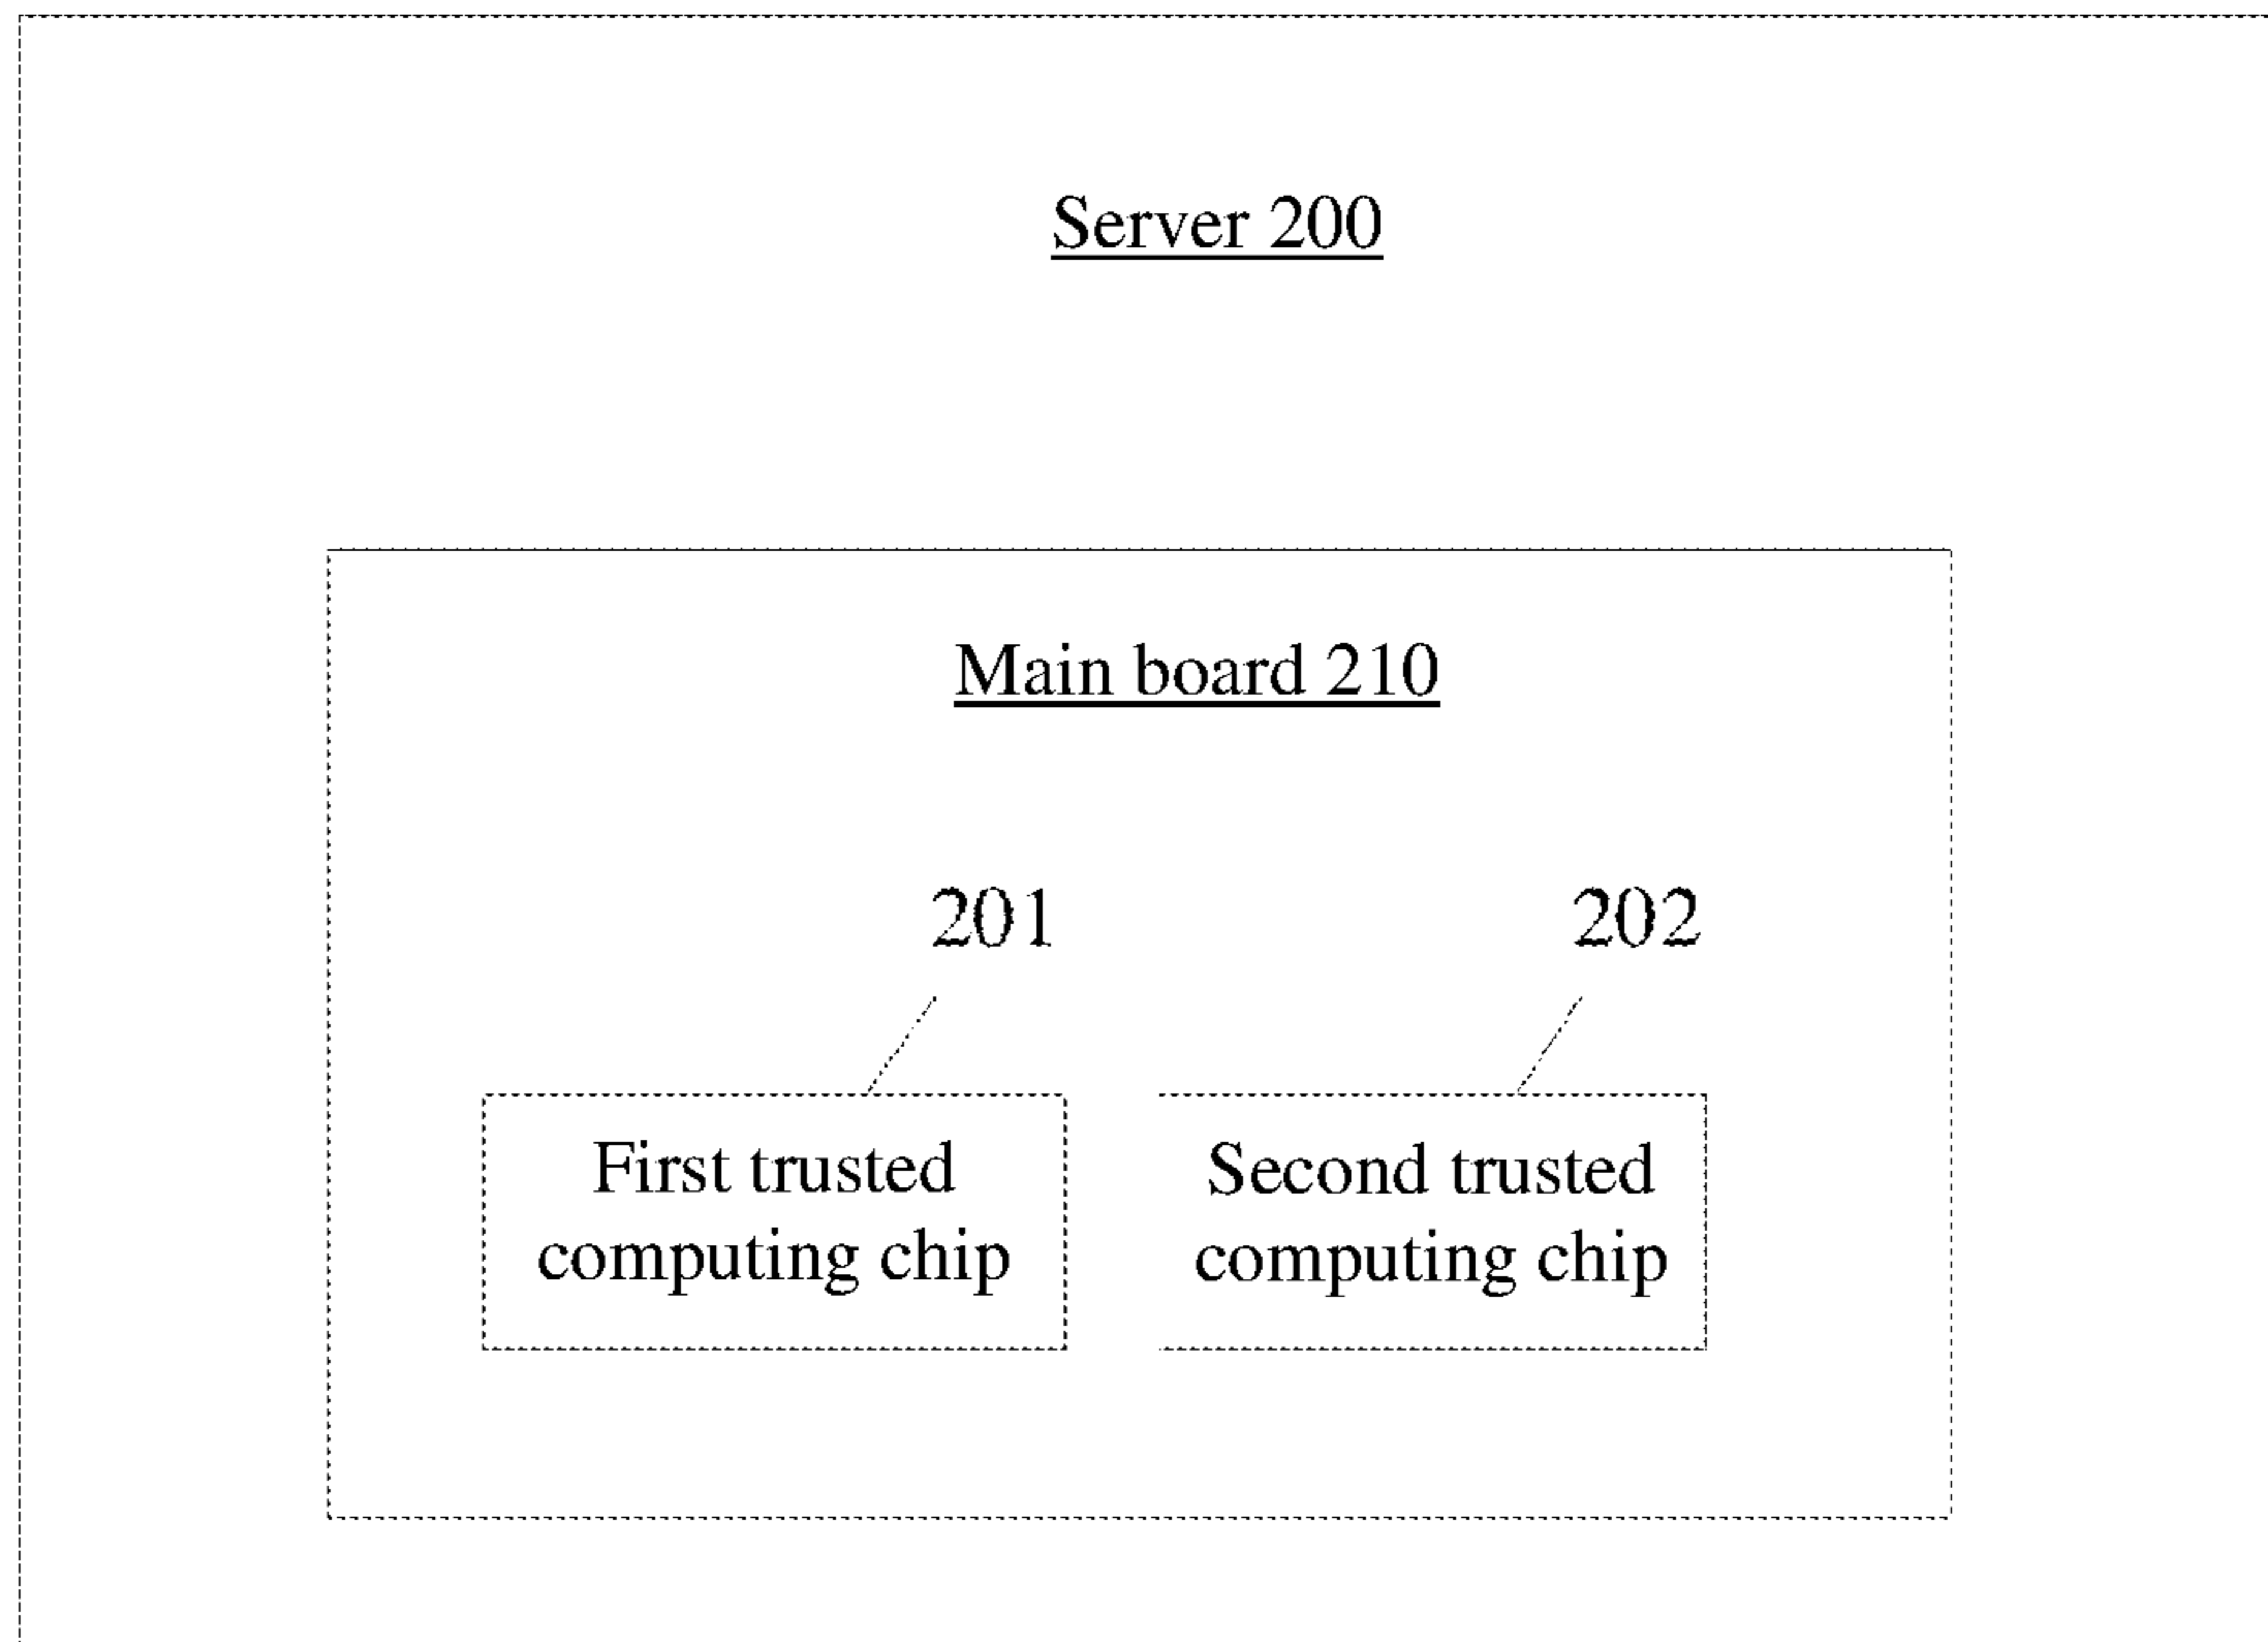 Server 200
Main board 210
201
202
First trusted
computing chip
Second trusted
computing chip